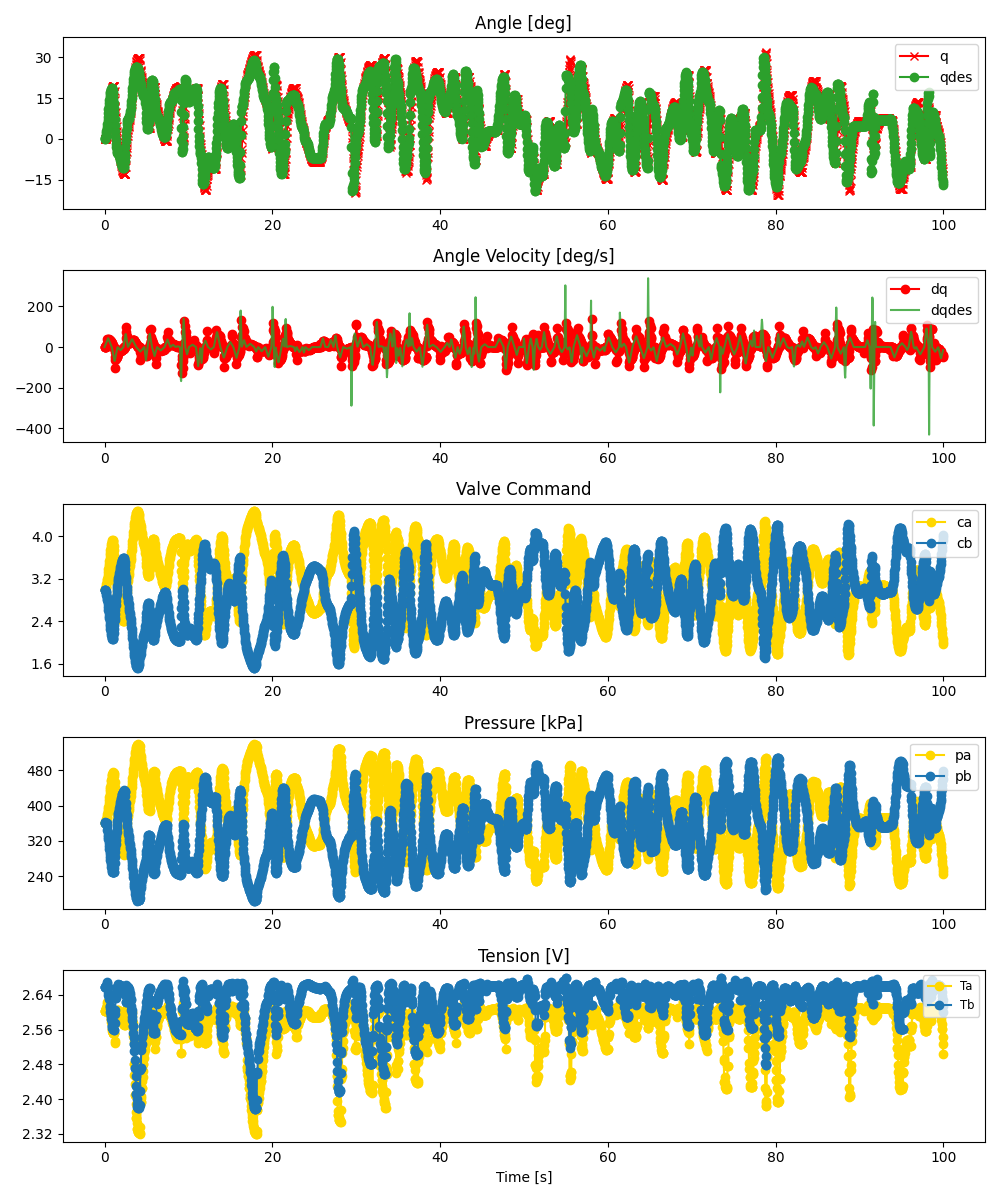 Angle [deg]
30
15
0
−15
q
qdes
0 20 40 60 80 100
Angle Velocity [deg/s]
200
0
−200
−400
dq
dqdes
0 20 40 60 80 100
Valve Command
4.0
3.2
2.4
1.6
ca
cb
0 20 40 60 80 100
Pressure [kPa]
480
400
320
240
pa
pb
0 20 40 60 80 100
Tension [V]
2.64
2.56
2.48
2.40
2.32
Ta
Tb
0 20 40 60 80 100
Time [s]